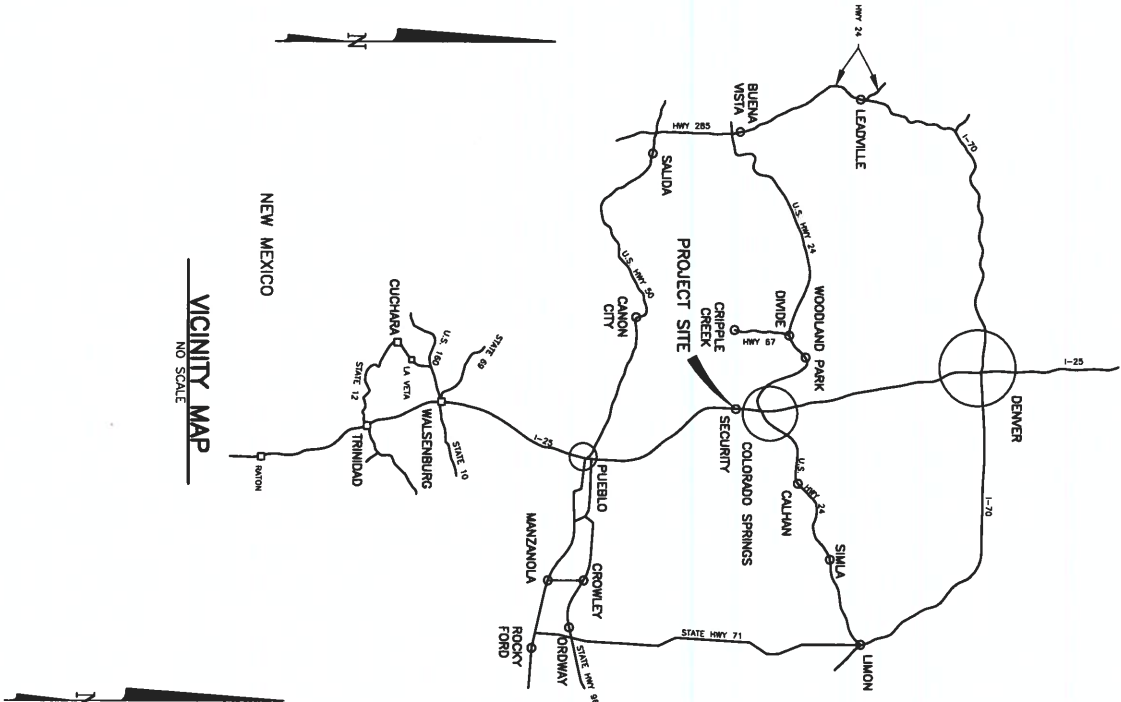 HWY 24
LEADVILLE
I-70
BUENA
VISTA
HWY 285
SALIDA
U.S. HWY 24
U.S. HWY 50
CANON
CITY
WOODLAND PARK
DIVIDE
HWY 67
CRIPPLE
CREEK
PROJECT SITE
I-25
DENVER
I-70
SECURITY
COLORADO SPRINGS
U.S. HWY 24
CALHAN
SIMLA
LIMON
STATE HWY 71
I-25
PUEBLO
MANZANOLA
CROWLEY
ORDWAY
ROCKY
FORD
STATE HWY 96
STATE 69
U.S. 160
CUCHARA
LA VETA
WALSENBURG
STATE 10
STATE 12
TRINIDAD
RATON
NEW MEXICO
N
VICINITY MAP
NO SCALE
N